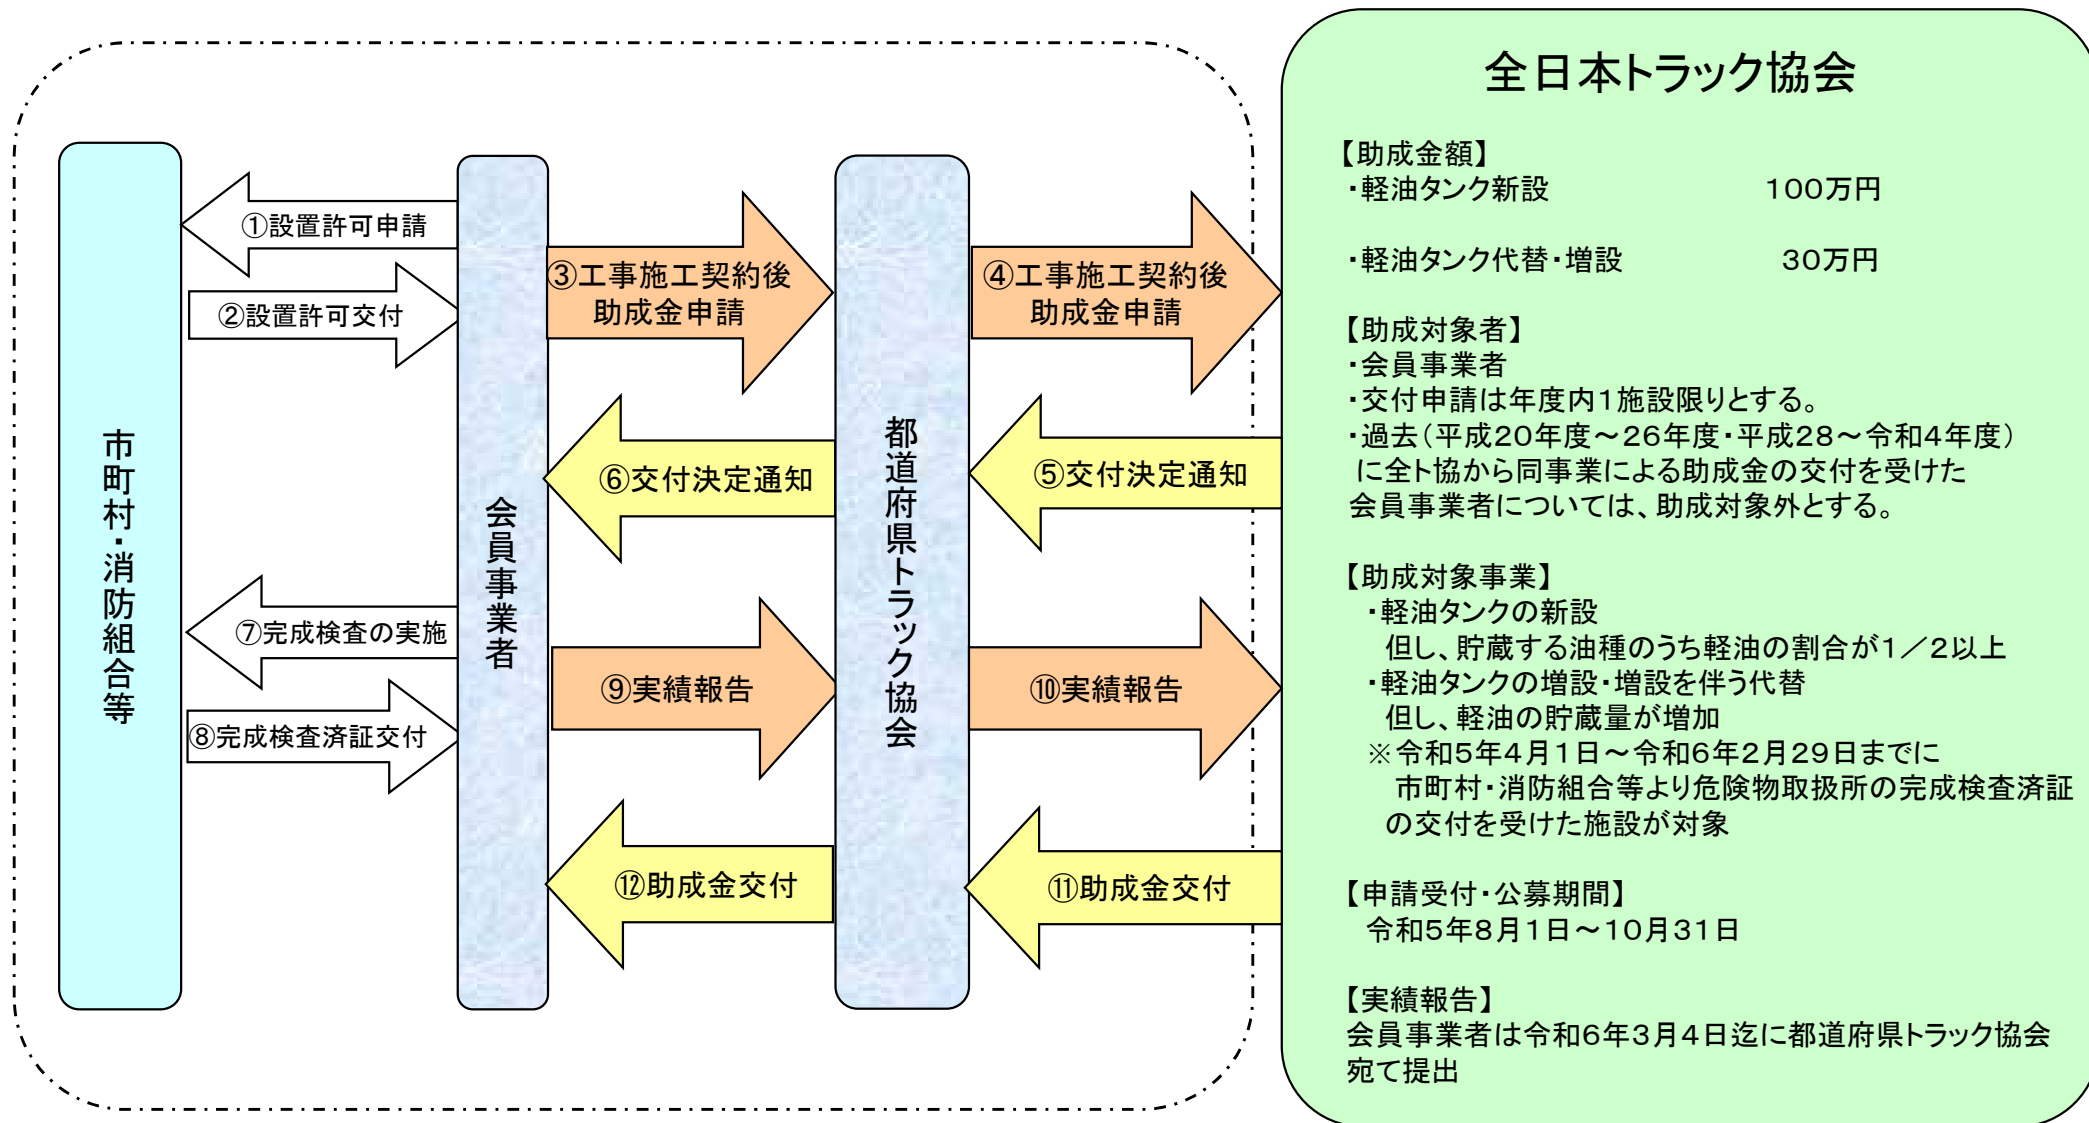 市町村・消防組合等
会員事業者
都道府県トラック協会
①設置許可申請
②設置許可交付
③工事施工契約後
助成金申請
④工事施工契約後
助成金申請
⑤交付決定通知
⑥交付決定通知
⑦完成検査の実施
⑧完成検査済証交付
⑨実績報告
⑩実績報告
⑪助成金交付
⑫助成金交付
全日本トラック協会
【助成金額】
・軽油タンク新設 100万円
・軽油タンク代替・増設 30万円
【助成対象者】
・会員事業者
・交付申請は年度内1施設限りとする。
・過去(平成20年度～26年度・平成28～令和4年度)
に全ト協から同事業による助成金の交付を受けた
会員事業者については、助成対象外とする。
【助成対象事業】
・軽油タンクの新設
但し、貯蔵する油種のうち軽油の割合が1／2以上
・軽油タンクの増設・増設を伴う代替
但し、軽油の貯蔵量が増加
※令和5年4月1日～令和6年2月29日までに
市町村・消防組合等より危険物取扱所の完成検査済証
の交付を受けた施設が対象
【申請受付・公募期間】
令和5年8月1日～10月31日
【実績報告】
会員事業者は令和6年3月4日迄に都道府県トラック協会
宛て提出